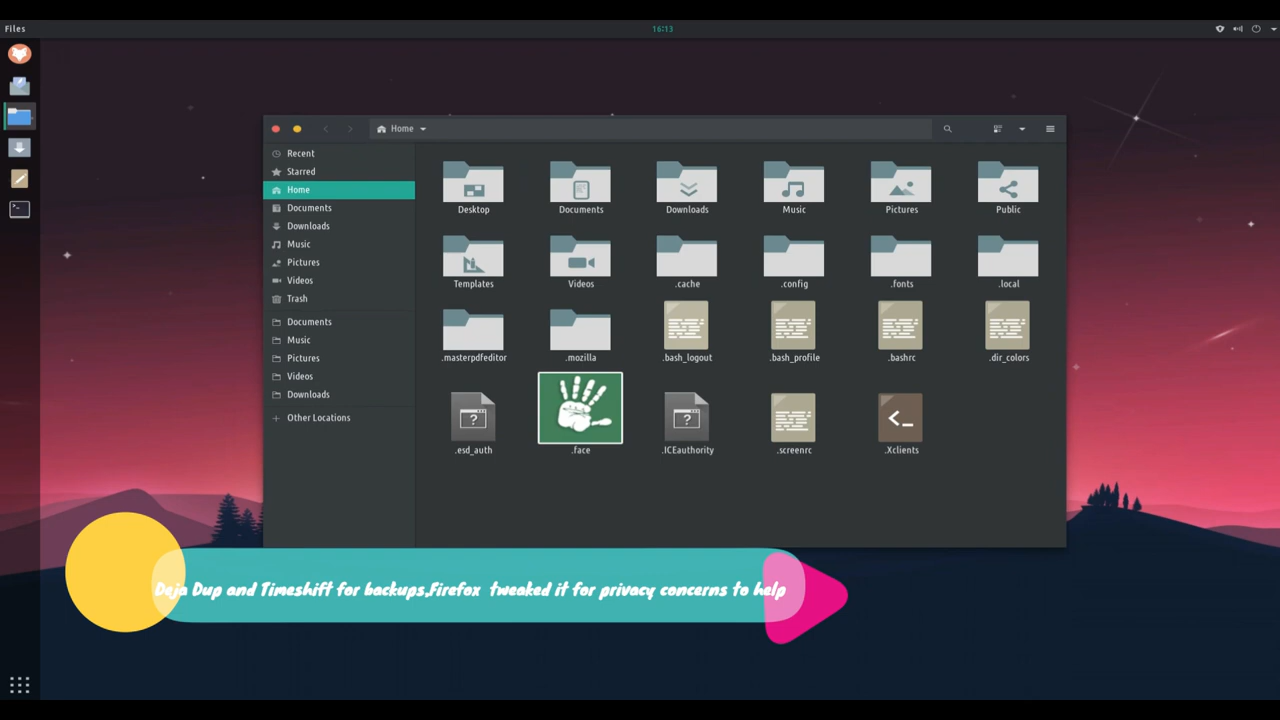 Files
16:13
Home
Recent
Starred
Home
Documents
Downloads
Music
Pictures
Videos
Trash
Documents
Music
Pictures
Videos
Downloads
Other Locations
Desktop
Documents
Downloads
Music
Pictures
Public
Templates
Videos
.cache
.config
.fonts
.local
.masterpdfeditor
.mozilla
.bash_logout
.bash_profile
.bashrc
.dir_colors
.esd_auth
.face
.ICEauthority
.screenrc
.Xclients
Deja Dup and Timeshift for backups,Firefox tweaked it for privacy concerns to help